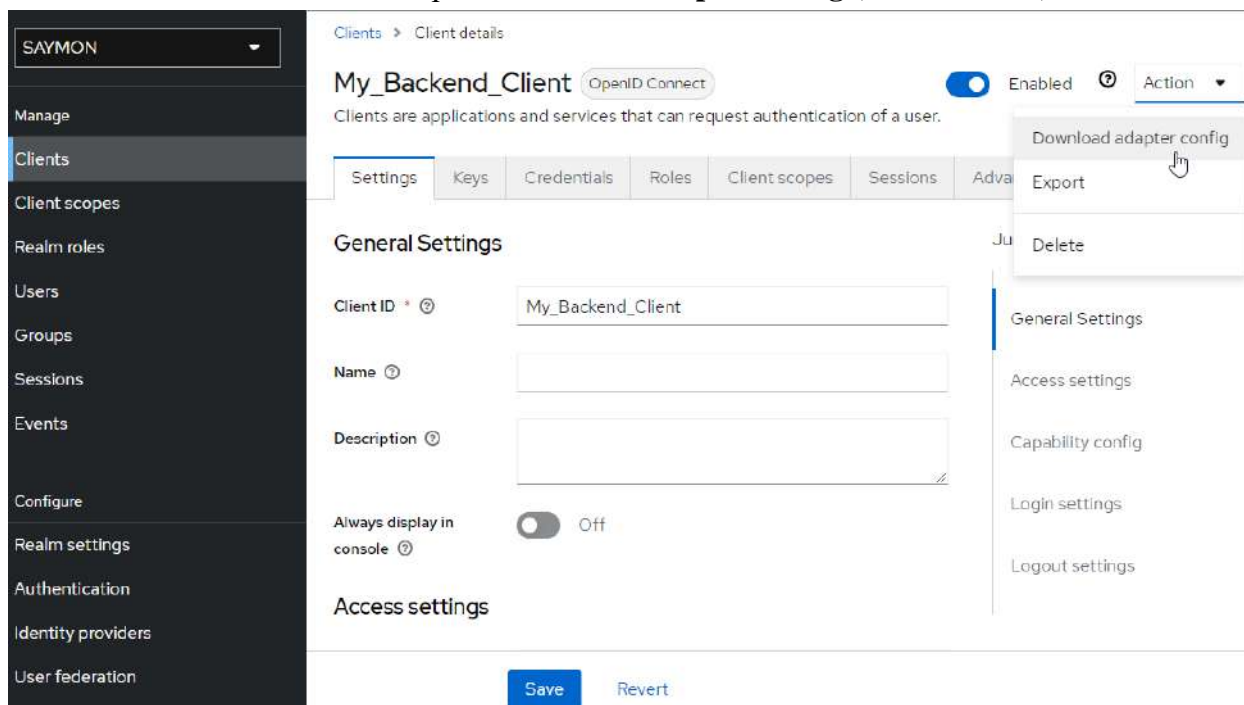 SAYMON
Manage
Clients
Client scopes
Realm roles
Users
Groups
Sessions
Events
Configure
Realm settings
Authentication
Identity providers
User federation
Clients > Client details
My_Backend_Client OpenID Connect
Enabled Action
Clients are applications and services that can request authentication of a user.
Download adapter config
Export
Delete
Settings Keys Credentials Roles Client scopes Sessions Adva
General Settings
Client ID * My_Backend_Client
Name
Description
Always display in
console
Off
Access settings
Ju
General Settings
Access settings
Capability config
Login settings
Logout settings
Save Revert